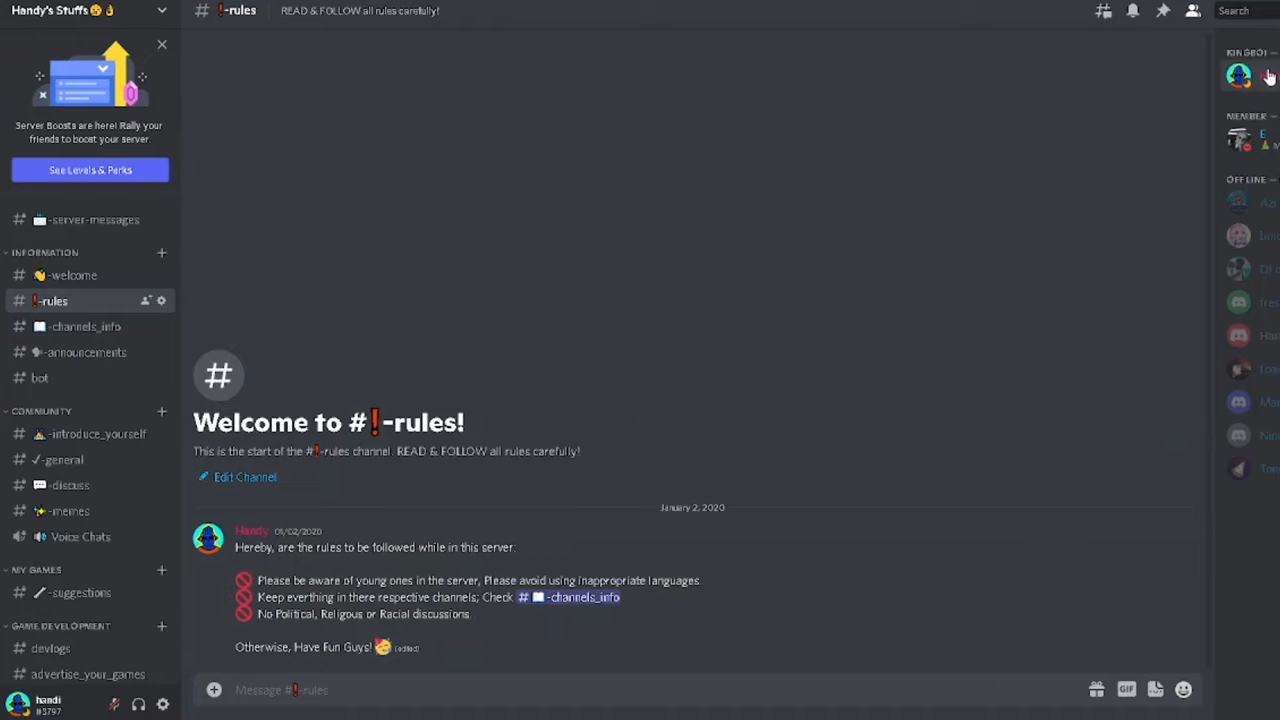 Handy's Stuffs😮👌
# ❗-rules
READ & FOLLOW all rules carefully!
Search
Server Boosts are here! Rally your
friends to boost your server.
See Levels & Perks
-server-messages
INFORMATION
👋-welcome
❗-rules
📖-channels_info
🗣-announcements
bot
COMMUNITY
-introduce_yourself
✓-general
💬-discuss
-memes
🔊 Voice Chats
MY GAMES
-suggestions
GAME DEVELOPMENT
devlogs
advertise_your_games
handi
#3797
Welcome to #❗-rules!
This is the start of the #❗-rules channel. READ & FOLLOW all rules carefully!
Edit Channel
January 2, 2020
Handy 01/02/2020
Hereby, are the rules to be followed while in this server:
🚫 Please be aware of young ones in the server, Please avoid using inappropriate languages.
🚫 Keep everthing in there respective channels; Check # 📖-channels_info
🚫 No Political, Religous or Racial discussions.
Otherwise, Have Fun Guys! 🥳 (edited)
Message #❗-rules
GIF
KINGBOI —
MEMBER —
E
OFFLINE —